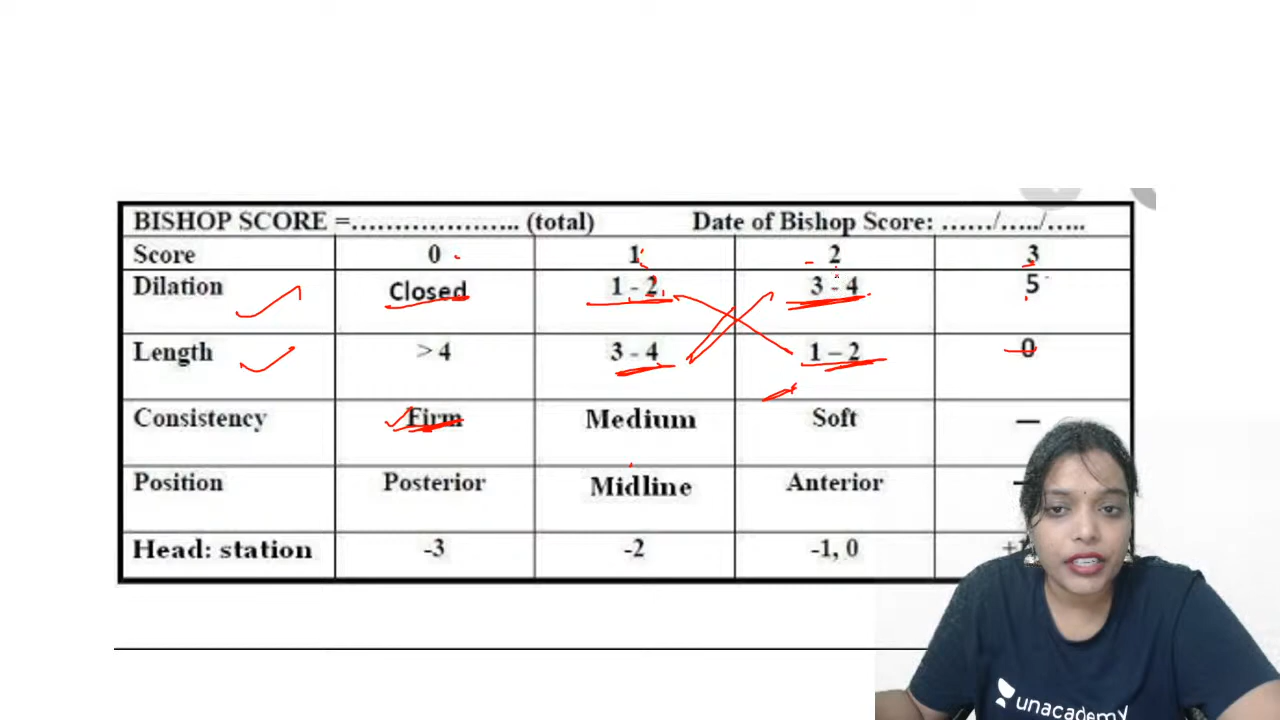 BISHOP SCORE =..................... (total) Date of Bishop Score: ....../...../.....
Score 0 1 2 3
Dilation Closed 1 - 2 3 - 4 5
Length > 4 3 - 4 1 – 2 0
Consistency Firm Medium Soft —
Position Posterior Midline Anterior
Head: station -3 -2 -1, 0
unacademy